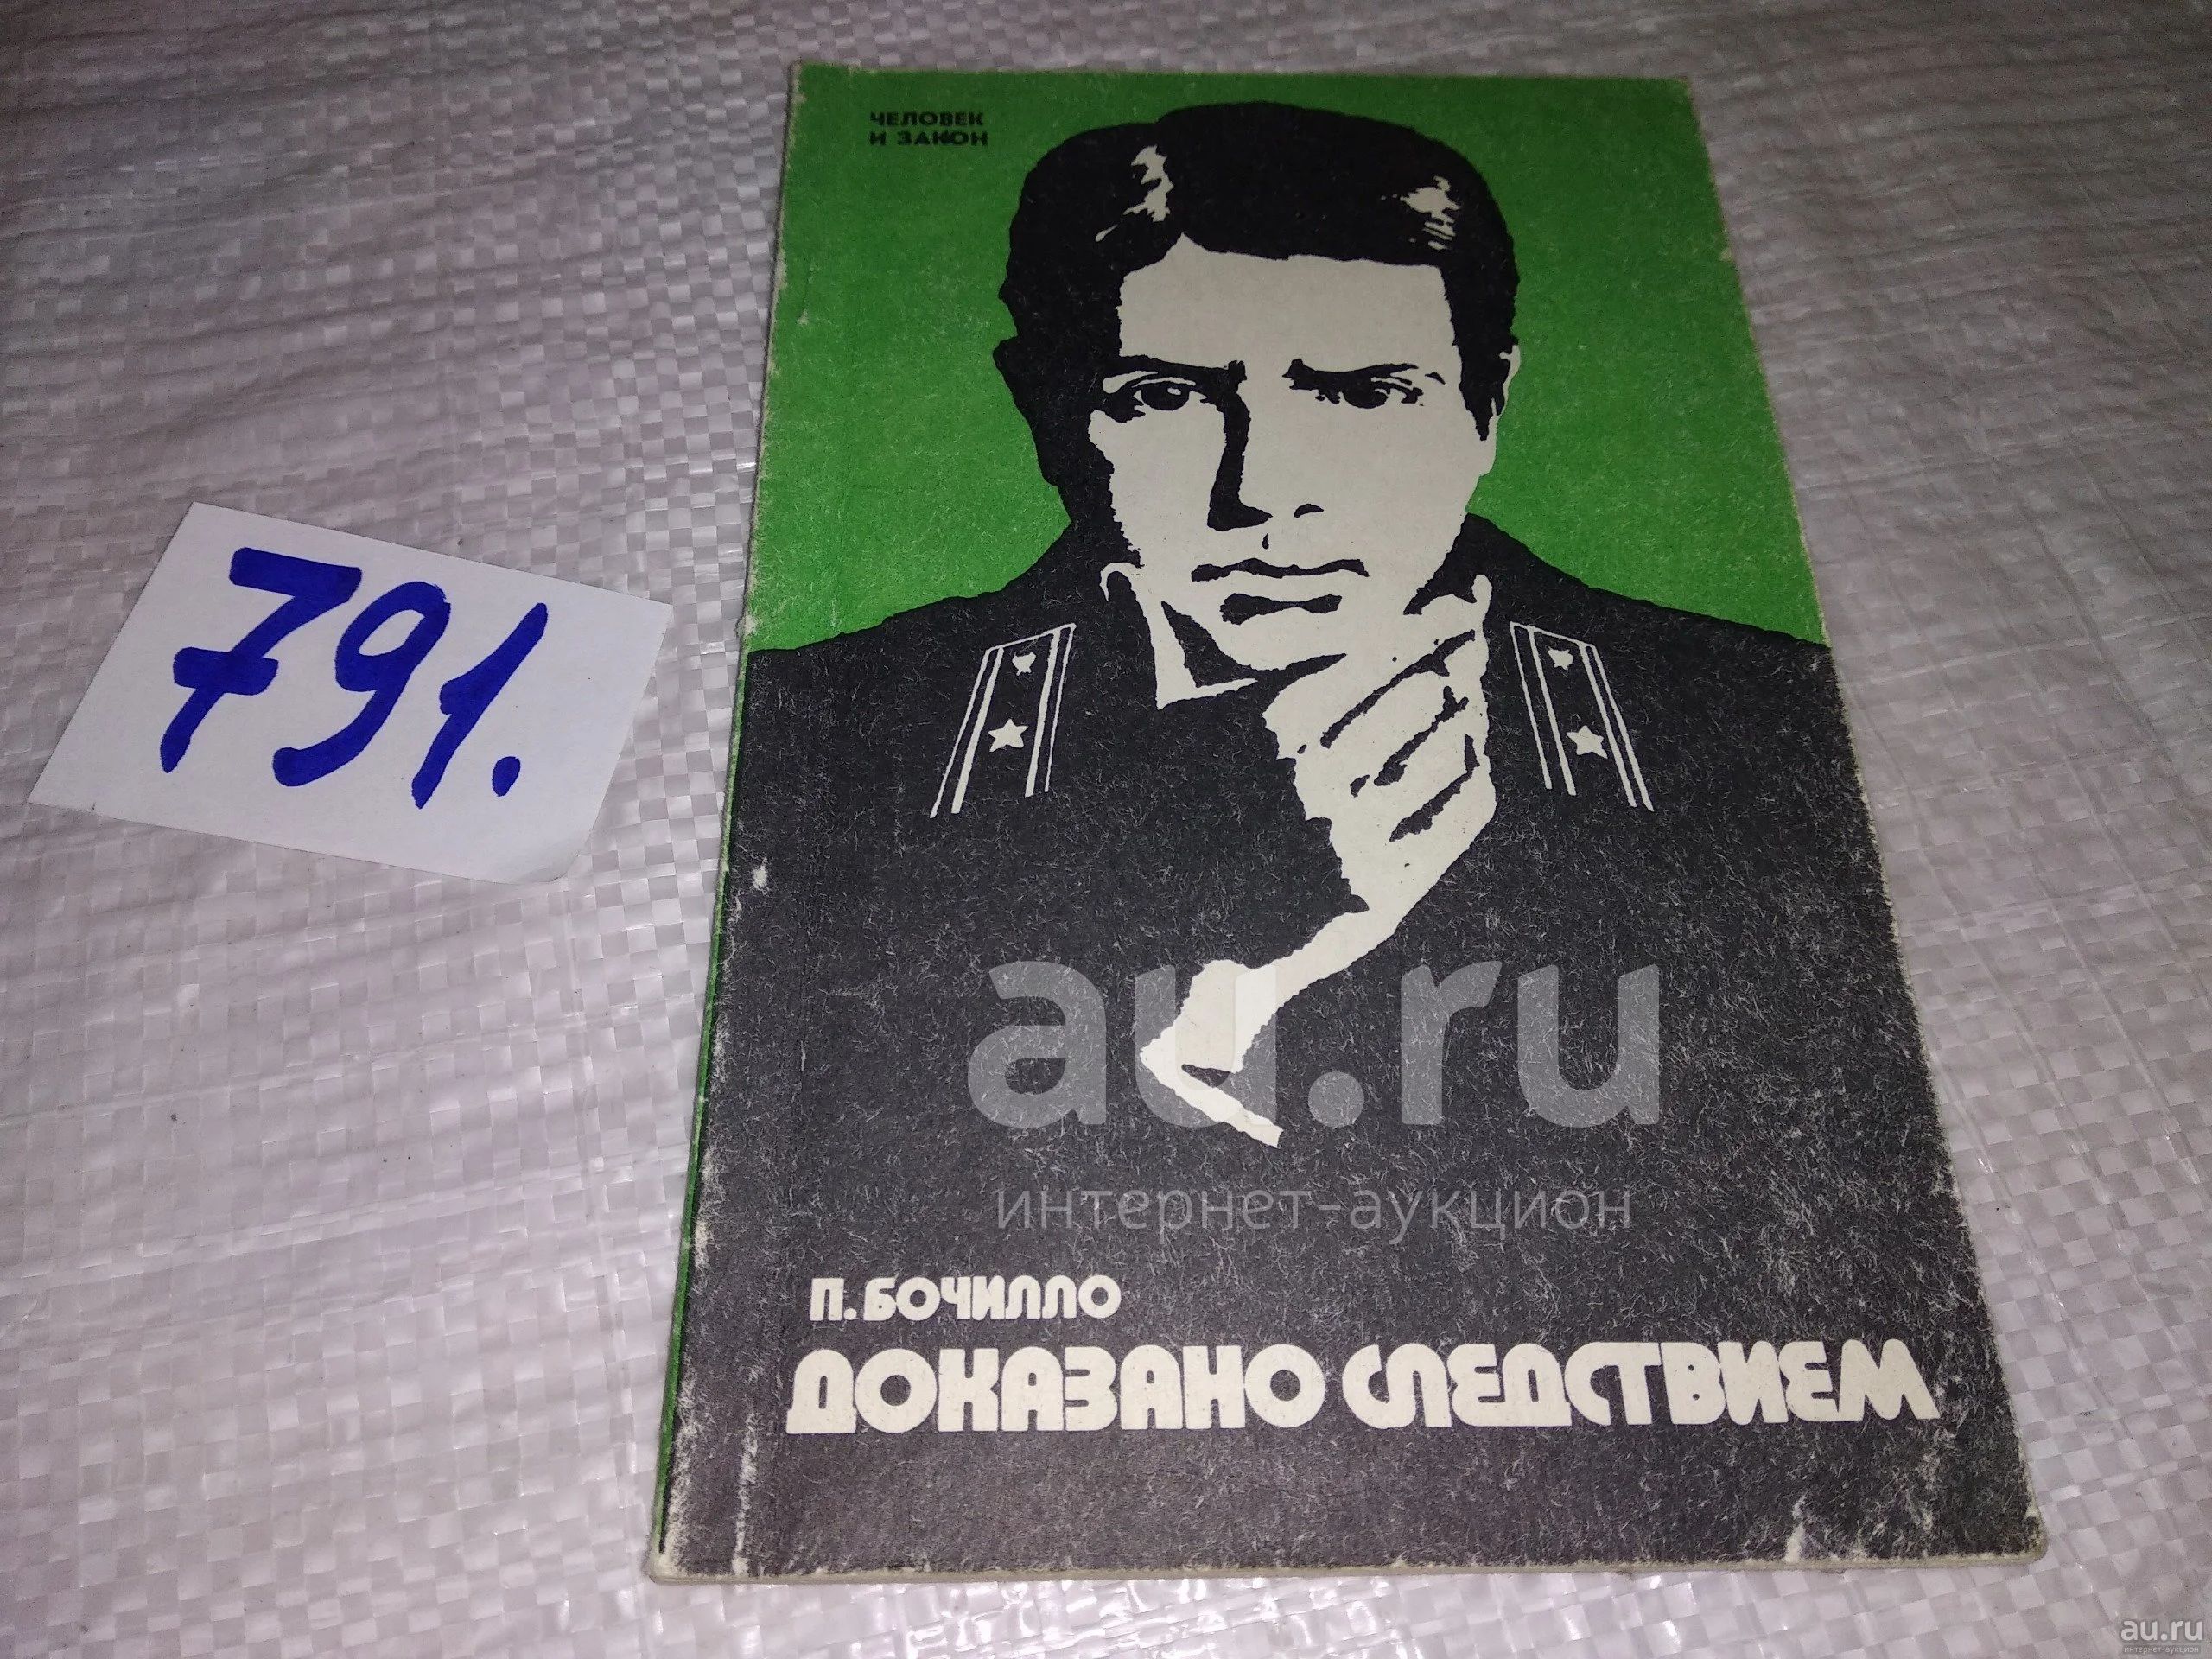 ЧЕЛОВЕК
И ЗАКОН
791.
au.ru
интернет-аукцион
П. БОЧИЛЛО
ДОКАЗАНО СЛЕДСТВИЕМ
au.ru
интернет-аукцион